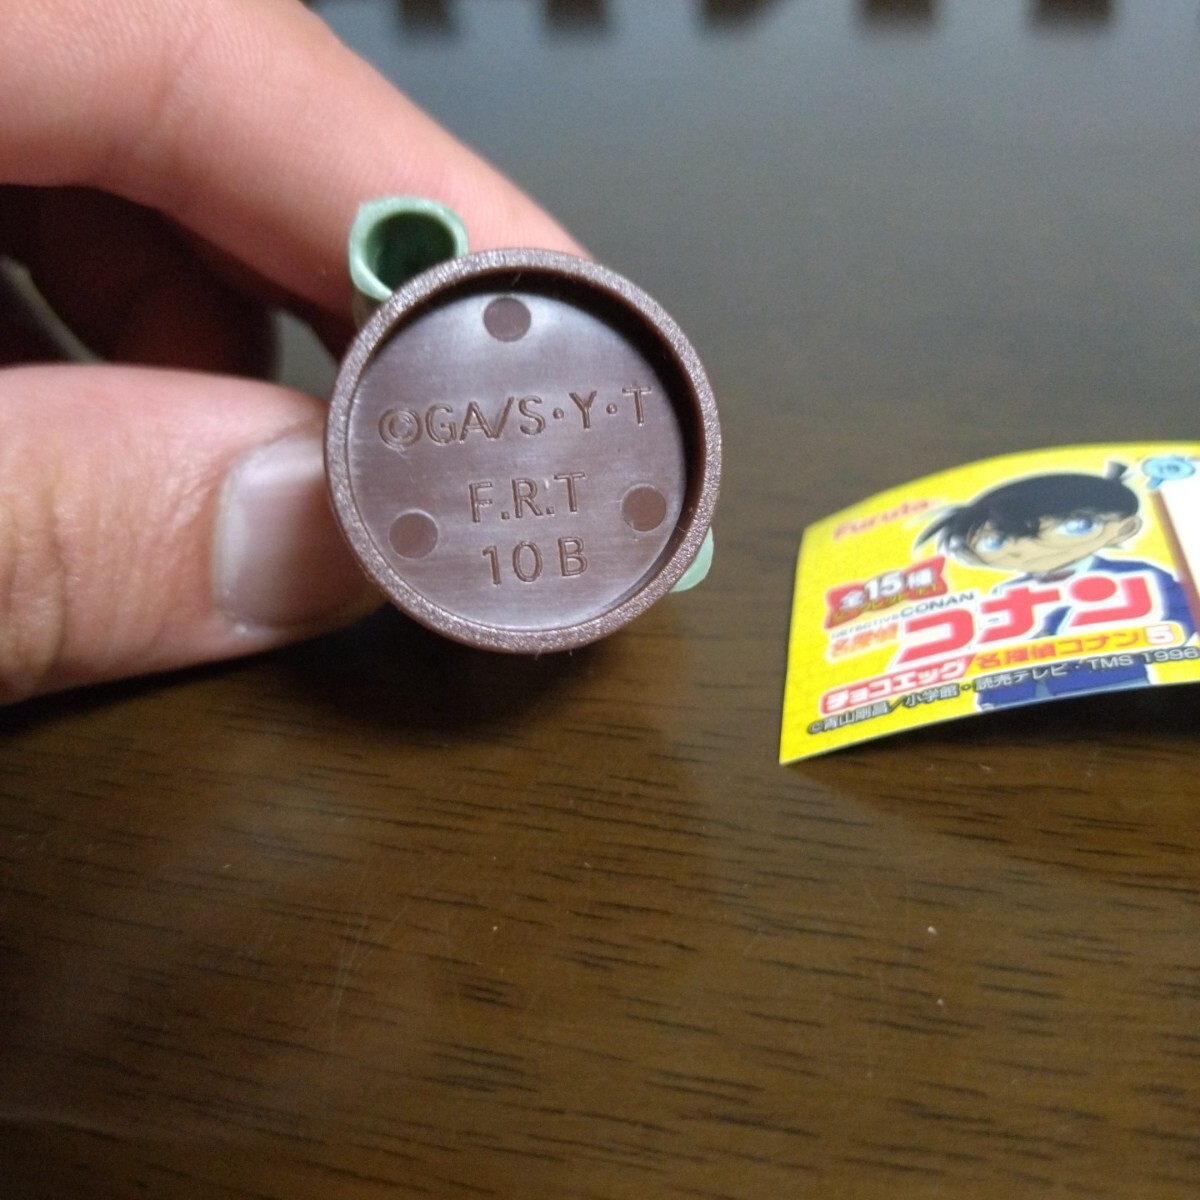 ©GA/S・Y・T
F.R.T
10 B
Furuta
全15種
DETECTIVE CONAN
名探偵
コナン
チョコエッグ 名探偵コナン5
©青山剛昌/小学館・読売テレビ・TMS 1996